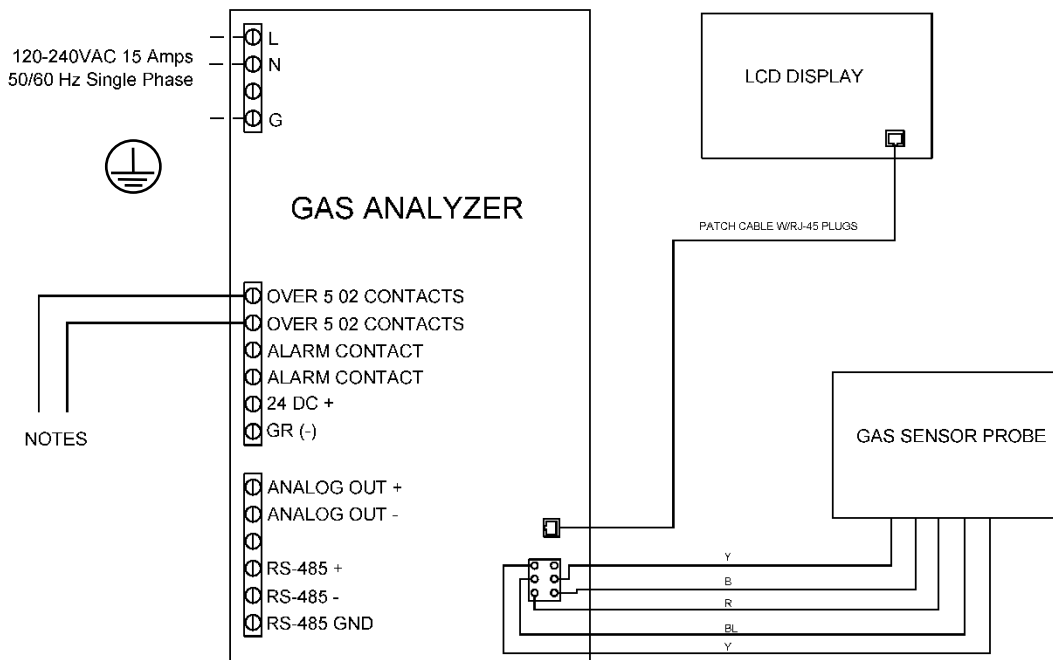 120-240VAC 15 Amps
50/60 Hz Single Phase
L
N
G
GAS ANALYZER
LCD DISPLAY
PATCH CABLE W/RJ-45 PLUGS
OVER 5 02 CONTACTS
OVER 5 02 CONTACTS
ALARM CONTACT
ALARM CONTACT
24 DC +
GR (-)
NOTES
ANALOG OUT +
ANALOG OUT -
RS-485 +
RS-485 -
RS-485 GND
GAS SENSOR PROBE
Y
B
R
BL
Y